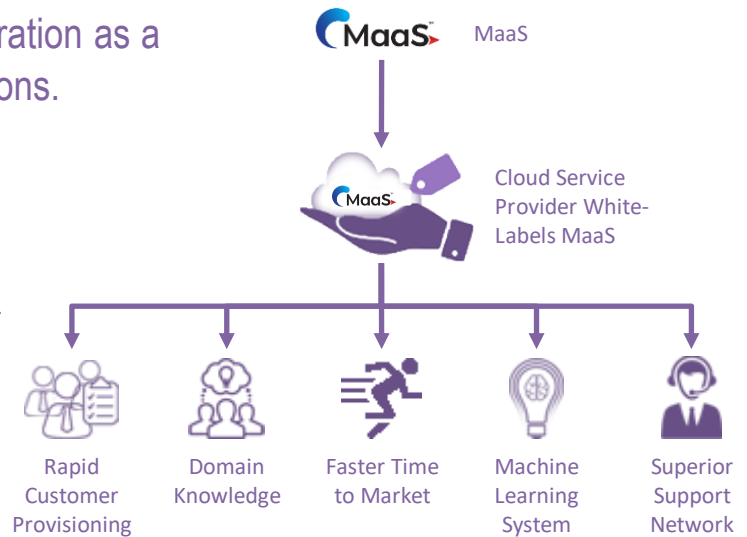 ration as a
ons.
MaaS
MaaS
MaaS
Cloud Service
Provider White-
Labels MaaS
Rapid
Customer
Provisioning
Domain
Knowledge
Faster Time
to Market
Machine
Learning
System
Superior
Support
Network